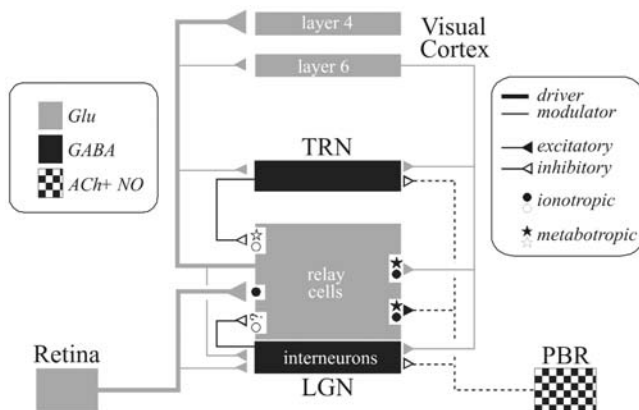 layer 4
Visual
Cortex
layer 6
Glu
GABA
ACh+ NO
TRN
driver
modulator
excitatory
inhibitory
ionotropic
metabotropic
relay
cells
?
Retina
interneurons
LGN
PBR